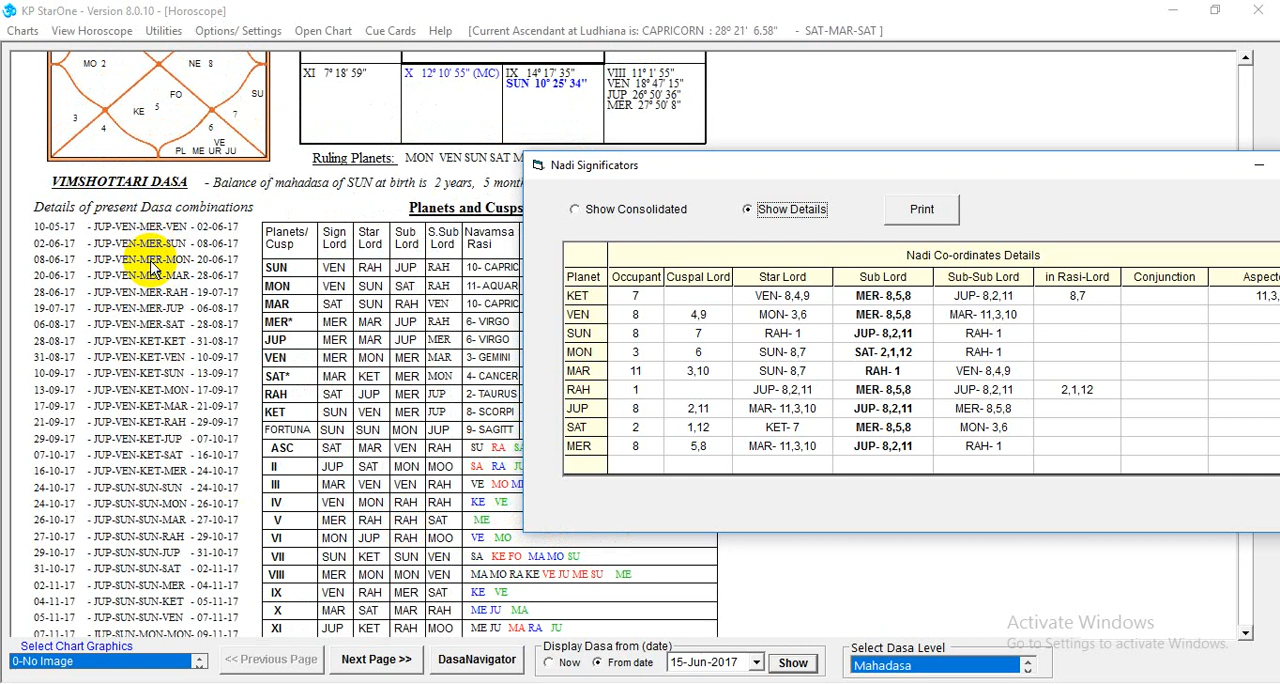 KP StarOne - Version 8.0.10 - [Horoscope]
Charts View Horoscope Utilities Options/ Settings Open Chart Cue Cards Help [Current Ascendant at Ludhiana is: CAPRICORN : 28° 21' 6.58" - SAT-MAR-SAT ]
MO 2 NE 8
FO
KE 5
SU
3 4 7
6
VE
PL ME UR JU
XI 7° 18' 59" X 12° 10' 55" (MC) IX 14° 17' 35" VIII 11° 1' 55"
SUN 10° 25' 34" VEN 18° 47' 15"
JUP 26° 50' 36"
MER 27° 50' 8"
Ruling Planets: MON VEN SUN SAT M
VIMSHOTTARI DASA - Balance of mahadasa of SUN at birth is 2 years, 5 mont
Details of present Dasa combinations
10-05-17 - JUP-VEN-MER-VEN - 02-06-17
02-06-17 - JUP-VEN-MER-SUN - 08-06-17
08-06-17 - JUP-VEN-MER-MON- 20-06-17
20-06-17 - JUP-VEN-MER-MAR - 28-06-17
28-06-17 - JUP-VEN-MER-RAH - 19-07-17
19-07-17 - JUP-VEN-MER-JUP - 06-08-17
06-08-17 - JUP-VEN-MER-SAT - 28-08-17
28-08-17 - JUP-VEN-KET-KET - 31-08-17
31-08-17 - JUP-VEN-KET-VEN - 10-09-17
10-09-17 - JUP-VEN-KET-SUN - 13-09-17
13-09-17 - JUP-VEN-KET-MON - 17-09-17
17-09-17 - JUP-VEN-KET-MAR - 21-09-17
21-09-17 - JUP-VEN-KET-RAH - 29-09-17
29-09-17 - JUP-VEN-KET-JUP - 07-10-17
07-10-17 - JUP-VEN-KET-SAT - 16-10-17
16-10-17 - JUP-VEN-KET-MER - 24-10-17
24-10-17 - JUP-SUN-SUN-SUN - 24-10-17
24-10-17 - JUP-SUN-SUN-MON - 26-10-17
26-10-17 - JUP-SUN-SUN-MAR - 27-10-17
27-10-17 - JUP-SUN-SUN-RAH - 29-10-17
29-10-17 - JUP-SUN-SUN-JUP - 31-10-17
31-10-17 - JUP-SUN-SUN-SAT - 02-11-17
02-11-17 - JUP-SUN-SUN-MER - 04-11-17
04-11-17 - JUP-SUN-SUN-KET - 05-11-17
05-11-17 - JUP-SUN-SUN-VEN - 07-11-17
07-11-17 - JUP-SUN-MON-MON- 09-11-17
Planets and Cusps
Planets/ Cusp Sign Lord Star Lord Sub Lord S.Sub Lord Navamsa Rasi
SUN VEN RAH JUP RAH 10- CAPRIC
MON VEN SUN SAT RAH 11- AQUAR
MAR SAT SUN RAH VEN 10- CAPRIC
MER* MER MAR JUP RAH 6- VIRGO
JUP MER MAR JUP MER 6- VIRGO
VEN MER MON MER MAR 3- GEMINI
SAT* MAR KET MER MON 4- CANCER
RAH SAT JUP MER JUP 2- TAURUS
KET SUN VEN MER JUP 8- SCORPI
FORTUNA SUN SUN MON JUP 9- SAGITT
ASC SAT MAR VEN RAH SU RA SA
II JUP SAT MON MOO SA RA JU
III MAR VEN VEN RAH VE MO M
IV VEN MON RAH RAH KE VE
V MER RAH RAH SAT ME
VI MON JUP RAH MOO VE MO
VII SUN KET SUN VEN SA KE FO MA MO SU
VIII MER MON MON VEN MA MO RA KE VE JU ME SU ME
IX VEN RAH MER SAT KE VE
X MAR SAT MAR RAH ME JU MA
XI JUP KET RAH MOO ME JU MA RA JU
Nadi Significators
Show Consolidated Show Details Print
Nadi Co-ordinates Details
Planet Occupant Cuspal Lord Star Lord Sub Lord Sub-Sub Lord in Rasi-Lord Conjunction Aspect
KET 7 VEN- 8,4,9 MER- 8,5,8 JUP- 8,2,11 8,7 11,3,
VEN 8 4,9 MON- 3,6 MER- 8,5,8 MAR- 11,3,10
SUN 8 7 RAH- 1 JUP- 8,2,11 RAH- 1
MON 3 6 SUN- 8,7 SAT- 2,1,12 RAH- 1
MAR 11 3,10 SUN- 8,7 RAH- 1 VEN- 8,4,9
RAH 1 JUP- 8,2,11 MER- 8,5,8 JUP- 8,2,11 2,1,12
JUP 8 2,11 MAR- 11,3,10 JUP- 8,2,11 MER- 8,5,8
SAT 2 1,12 KET- 7 MER- 8,5,8 MON- 3,6
MER 8 5,8 MAR- 11,3,10 JUP- 8,2,11 RAH- 1
Activate Windows
Go to Settings to activate Windows.
Select Chart Graphics
0-No Image
<< Previous Page Next Page >> DasaNavigator
Display Dasa from (date)
Now From date 15-Jun-2017 Show
Select Dasa Level
Mahadasa